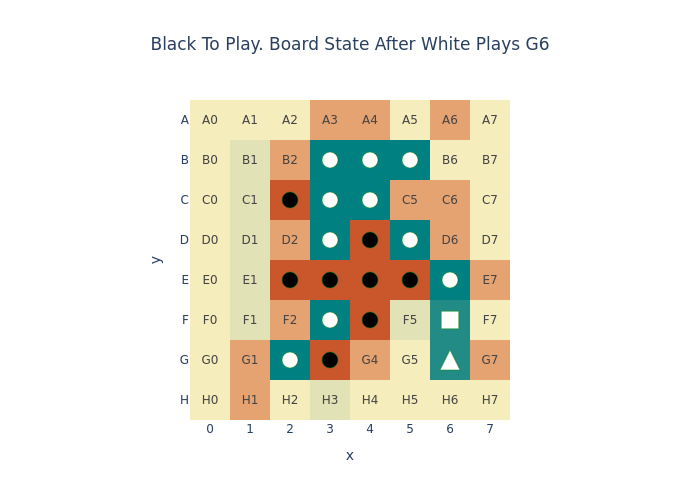 Black To Play. Board State After White Plays G6
A A0 A1 A2 A3 A4 A5 A6 A7
B B0 B1 B2 B6 B7
C C0 C1 C5 C6 C7
D D0 D1 D2 D6 D7
E E0 E1 E7
F F0 F1 F2 F5 F7
G G0 G1 G4 G5 G7
H H0 H1 H2 H3 H4 H5 H6 H7
0 1 2 3 4 5 6 7
x
y